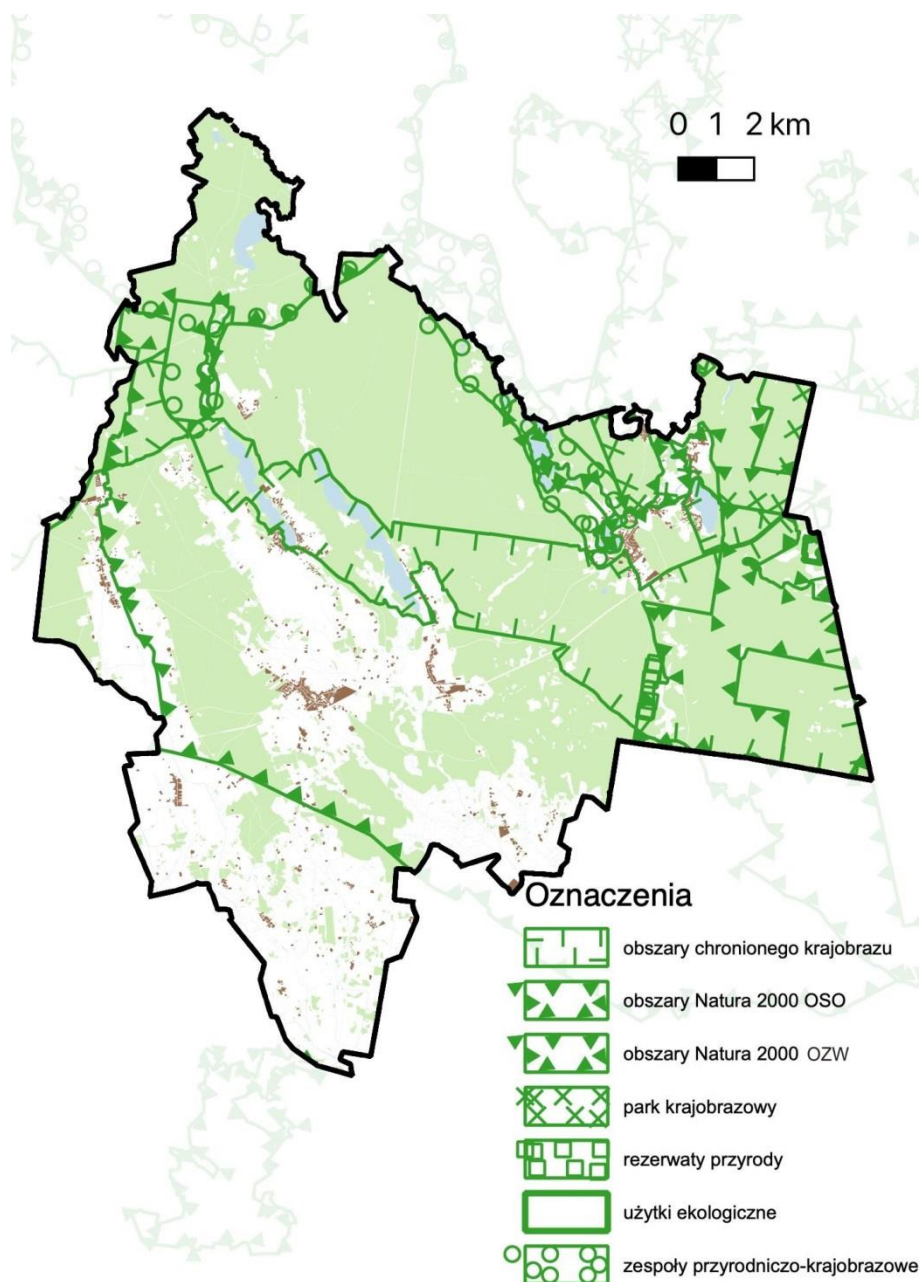 0 1 2 km
Oznaczenia
obszary chronionego krajobrazu
obszary Natura 2000 OSO
obszary Natura 2000 OZW
park krajobrazowy
rezerwaty przyrody
użytki ekologiczne
zespoły przyrodniczo-krajobrazowe